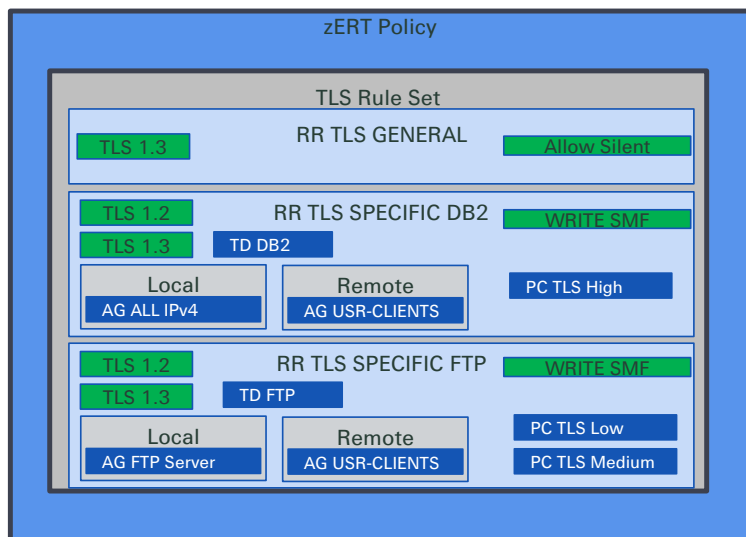 zERT Policy
TLS Rule Set
TLS 1.3
RR TLS GENERAL
Allow Silent
TLS 1.2
RR TLS SPECIFIC DB2
WRITE SMF
TLS 1.3
TD DB2
Local
Remote
PC TLS High
AG ALL IPv4
AG USR-CLIENTS
TLS 1.2
RR TLS SPECIFIC FTP
WRITE SMF
TLS 1.3
TD FTP
PC TLS Low
Local
Remote
AG FTP Server
AG USR-CLIENTS
PC TLS Medium